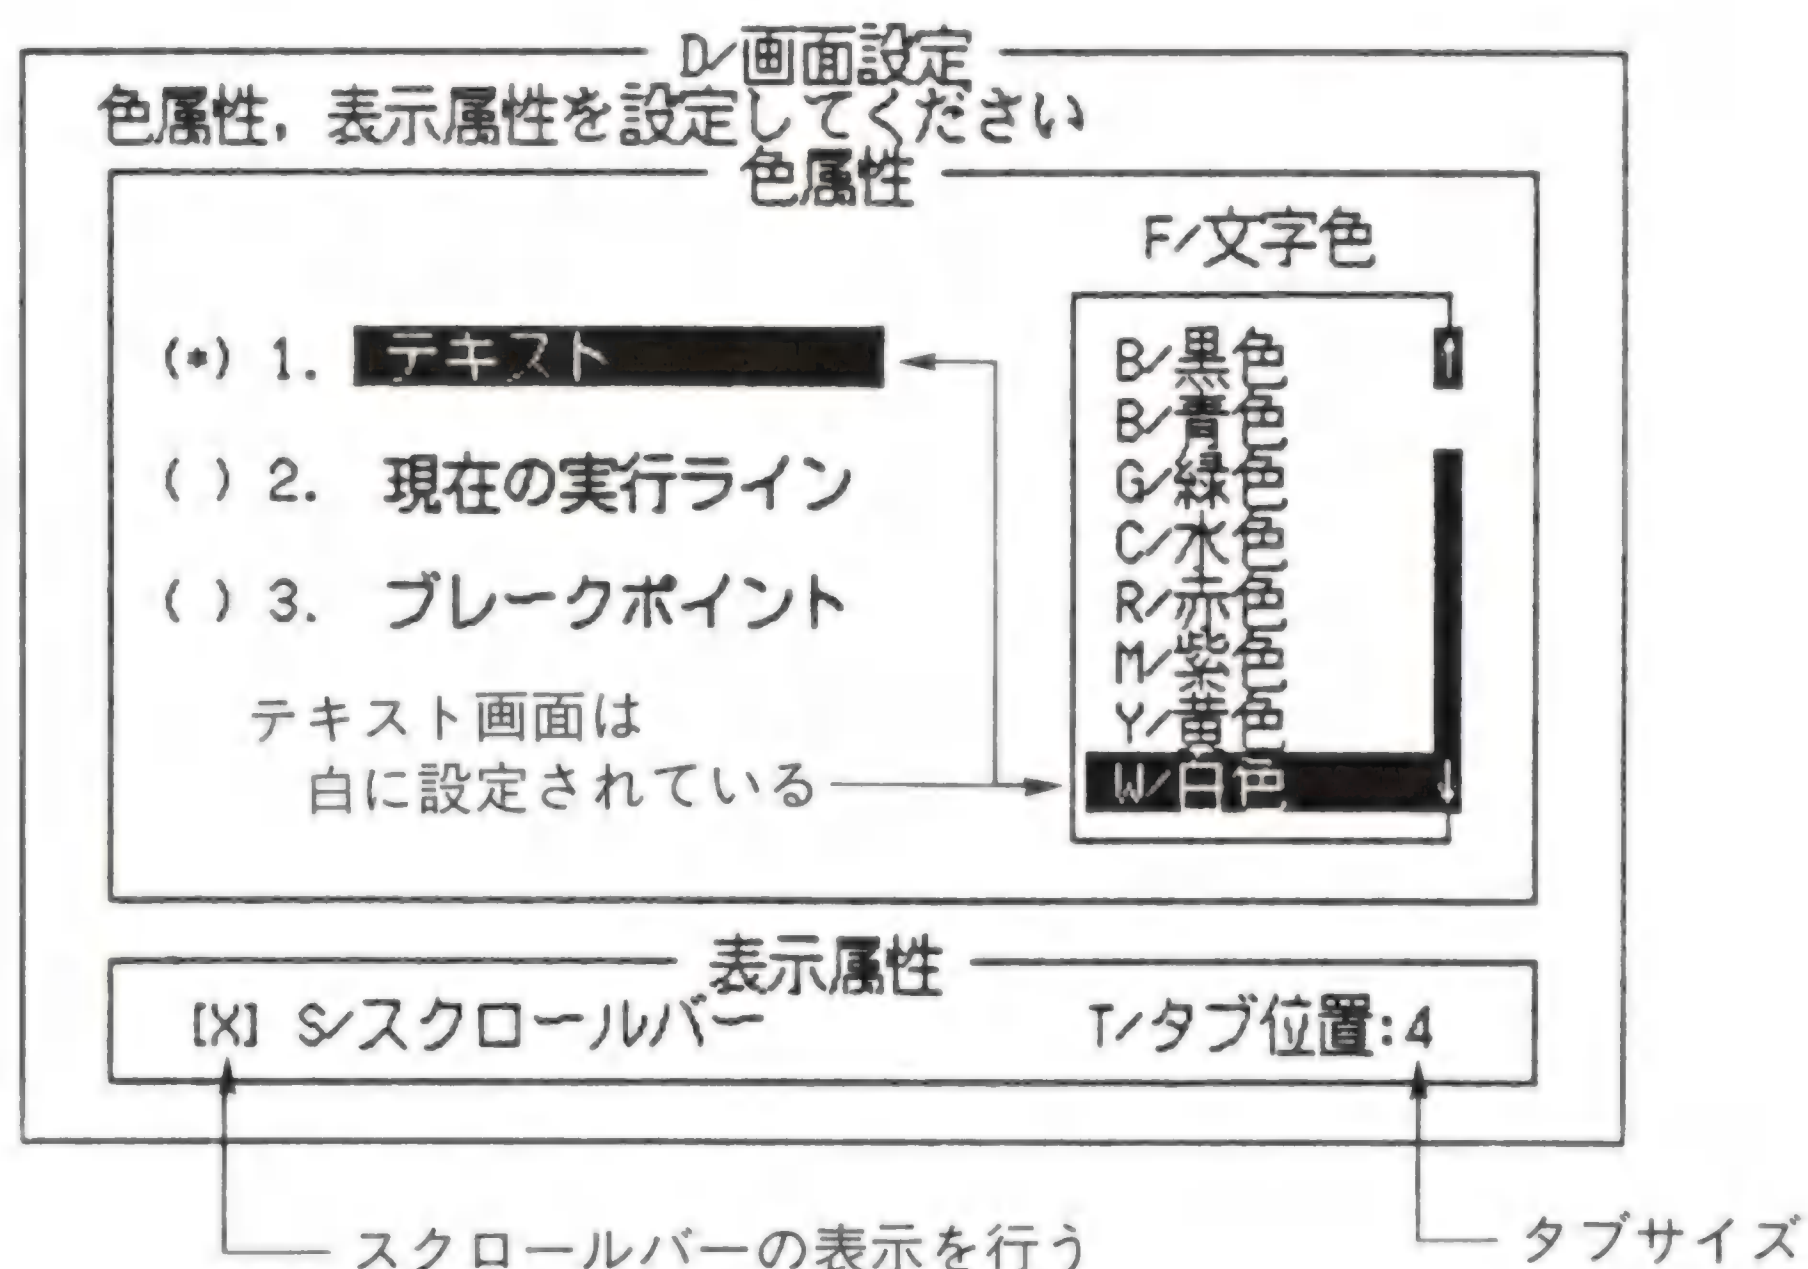 D/画面設定
色属性，表示属性を設定してください
色属性
F/文字色
(*) 1. テキスト
( ) 2. 現在の実行ライン
( ) 3. ブレークポイント
B/黒色
B/青色
G/緑色
C/水色
R/赤色
M/紫色
Y/黄色
W/白色
↑
↓
テキスト画面は
白に設定されている
表示属性
[X] S/スクロールバー
T/タブ位置:4
スクロールバーの表示を行う
タブサイズ